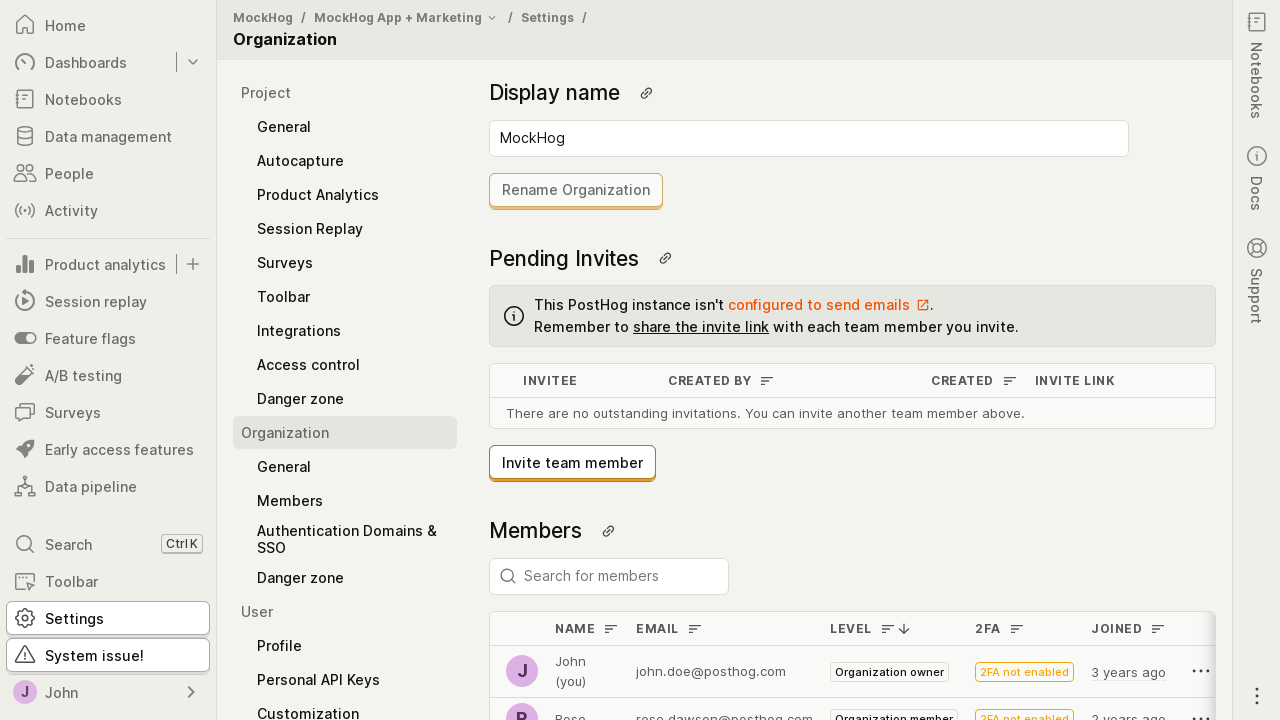 Home
Dashboards
Notebooks
Data management
People
Activity
Product analytics
Session replay
Feature flags
A/B testing
Surveys
Early access features
Data pipeline
Search
Ctrl K
Toolbar
Settings
System issue!
J
John
MockHog / MockHog App + Marketing / Settings /
Organization
Project
General
Autocapture
Product Analytics
Session Replay
Surveys
Toolbar
Integrations
Access control
Danger zone
Organization
General
Members
Authentication Domains &
SSO
Danger zone
User
Profile
Personal API Keys
Customization
Display name
MockHog
Rename Organization
Pending Invites
This PostHog instance isn't configured to send emails.
Remember to share the invite link with each team member you invite.
INVITEE CREATED BY CREATED INVITE LINK
There are no outstanding invitations. You can invite another team member above.
Invite team member
Members
Search for members
NAME EMAIL LEVEL 2FA JOINED
J John
(you) john.doe@posthog.com Organization owner 2FA not enabled 3 years ago
R Rose rose.dawson@posthog.com Organization member 2FA not enabled 2 years ago
Notebooks
Docs
Support